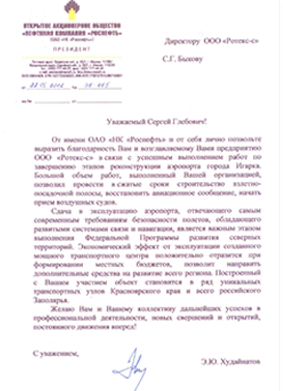 ОТКРЫТОЕ АКЦИОНЕРНОЕ ОБЩЕСТВО
«НЕФТЯНАЯ КОМПАНИЯ «РОСНЕФТЬ»
(ОАО «НК «Роснефть»)
ПРЕЗИДЕНТ
Директору ООО «Ротекс-с»
С.Г. Быкову
Уважаемый Сергей Глебович!
От имени ОАО «НК «Роснефть» и от себя лично позвольте
выразить благодарность Вам и возглавляемому Вами предприятию
ООО «Ротекс-с» в связи с успешным выполнением работ по
завершению этапов реконструкции аэропорта города Игарка.
Большой объем работ, выполненный Вашей организацией,
позволил провести в сжатые сроки строительство взлетно-
посадочной полосы, восстановить авиационное сообщение, начать
прием воздушных судов.
Сдача в эксплуатацию аэропорта, отвечающего самым
современным требованиям безопасности полетов, обладающего
развитыми системами связи и навигации, является важным этапом
выполнения Федеральной Программы развития северных
территорий. Экономический эффект от эксплуатации созданного
мощного транспортного центра положительно отразится при
формировании местных бюджетов, позволит направить
дополнительные средства на развитие всего региона. Построенный
с Вашим участием объект становится в ряд уникальных
транспортных узлов Красноярского края и всего российского
Заполярья.
Желаю Вам и Вашему коллективу дальнейших успехов в
профессиональной деятельности, новых свершений и открытий,
постоянного движения вперед!
С уважением,
Э.Ю. Худайнатов